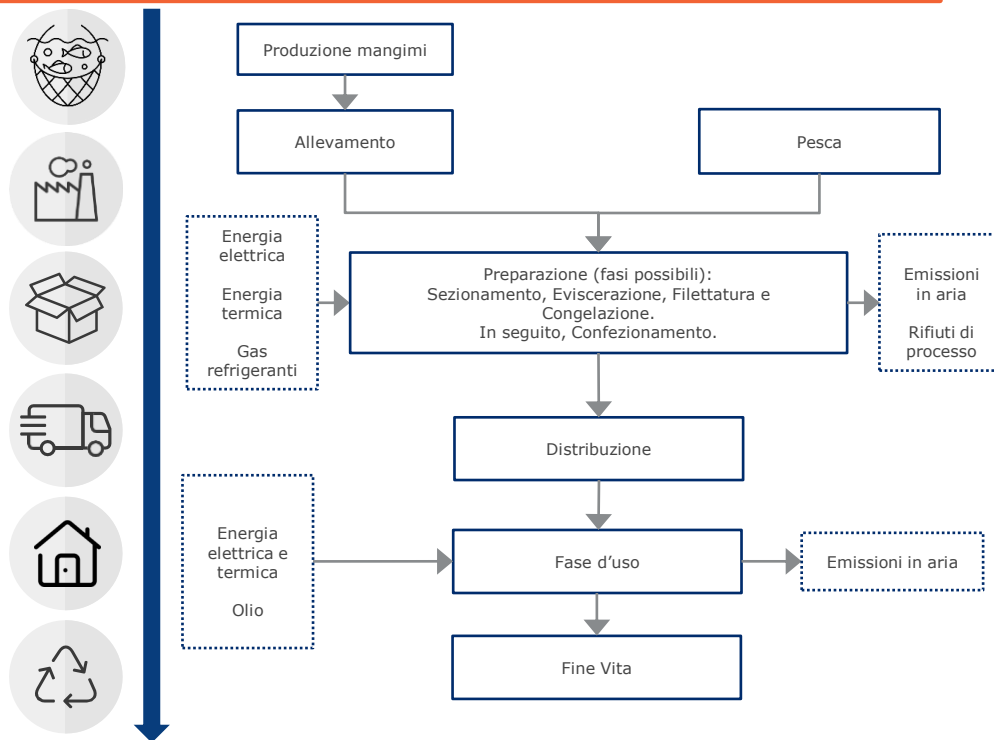 Produzione mangimi
Allevamento
Pesca
Energia
elettrica
Energia
termica
Gas
refrigeranti
Preparazione (fasi possibili):
Sezionamento, Eviscerazione, Filettatura e
Congelazione.
In seguito, Confezionamento.
Emissioni
in aria
Rifiuti di
processo
Distribuzione
Energia
elettrica e
termica
Olio
Fase d'uso
Emissioni in aria
Fine Vita